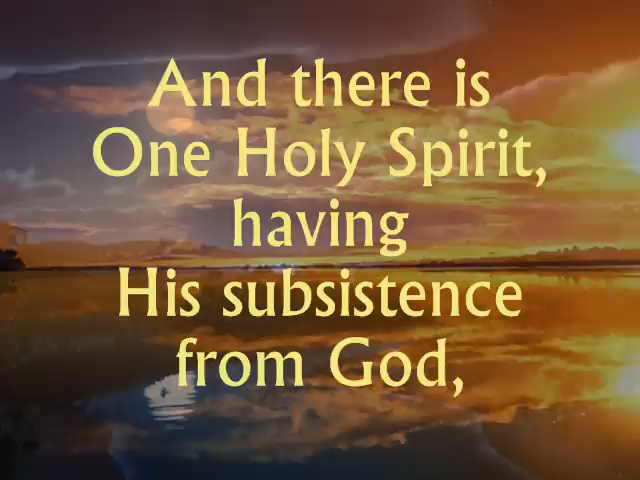 And there is
One Holy Spirit,
having
His subsistence
from God,